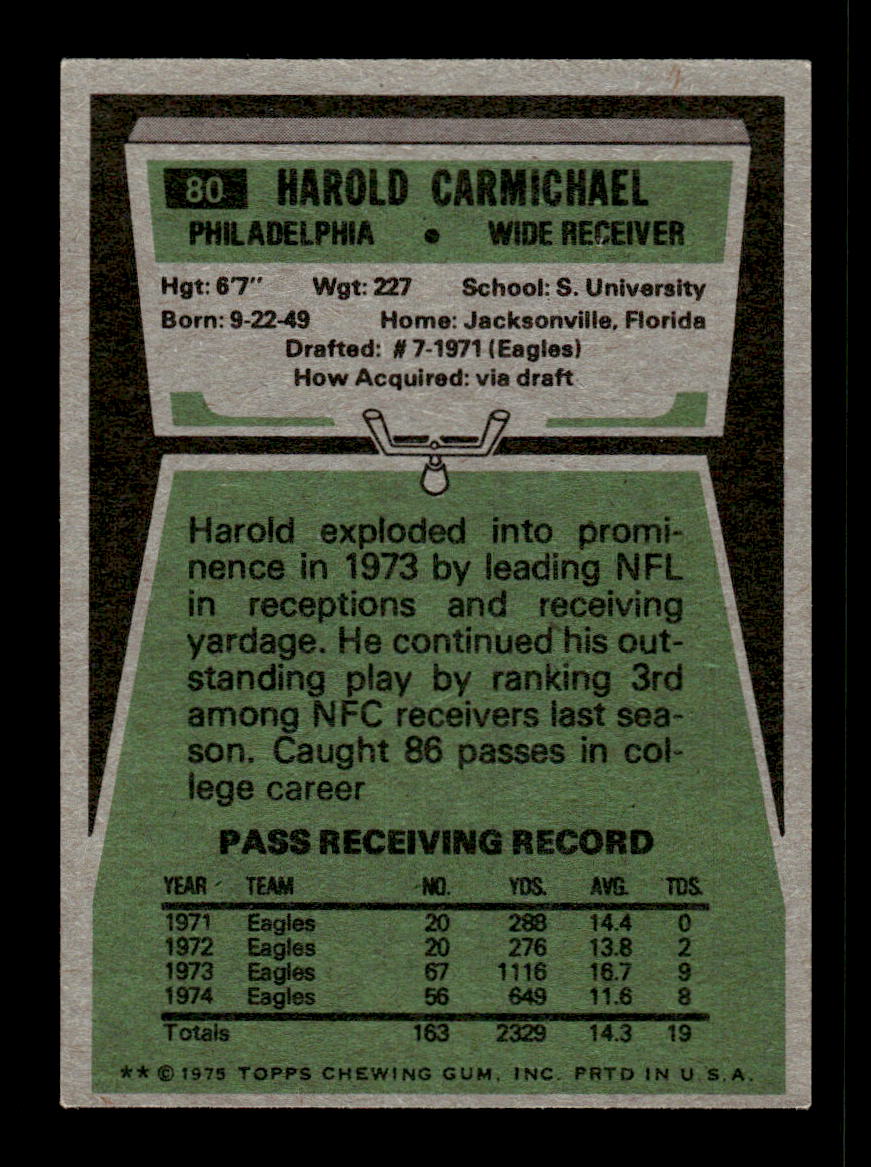 80 HAROLD CARMICHAEL
PHILADELPHIA • WIDE RECEIVER
Hgt: 6'7" Wgt: 227 School: S. University
Born: 9-22-49 Home: Jacksonville, Florida
Drafted: #7-1971 (Eagles)
How Acquired: via draft
Harold exploded into promi-
nence in 1973 by leading NFL
in receptions and receiving
yardage. He continued his out-
standing play by ranking 3rd
among NFC receivers last sea-
son. Caught 86 passes in col-
lege career
PASS RECEIVING RECORD
YEAR TEAM NO. YDS. AVG. TDS.
1971 Eagles 20 288 14.4 0
1972 Eagles 20 276 13.8 2
1973 Eagles 67 1116 16.7 9
1974 Eagles 56 649 11.6 8
Totals 163 2329 14.3 19
** © 1975 TOPPS CHEWING GUM, INC. PRTD IN U.S.A.